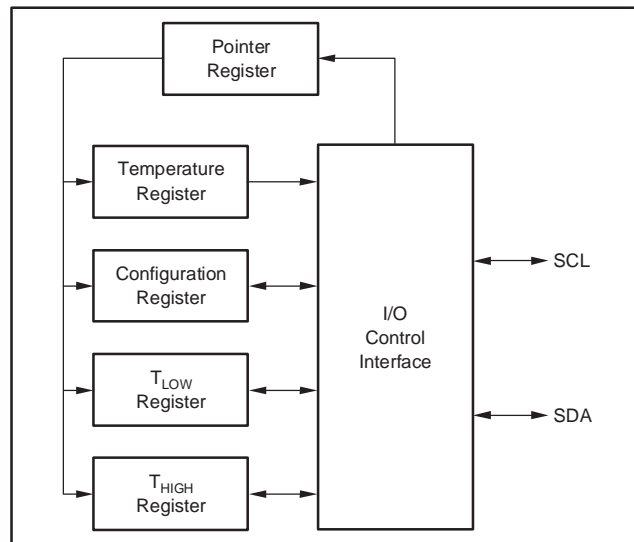 Pointer
Register
Temperature
Register
Configuration
Register
T_LOW
Register
T_HIGH
Register
I/O
Control
Interface
SCL
SDA